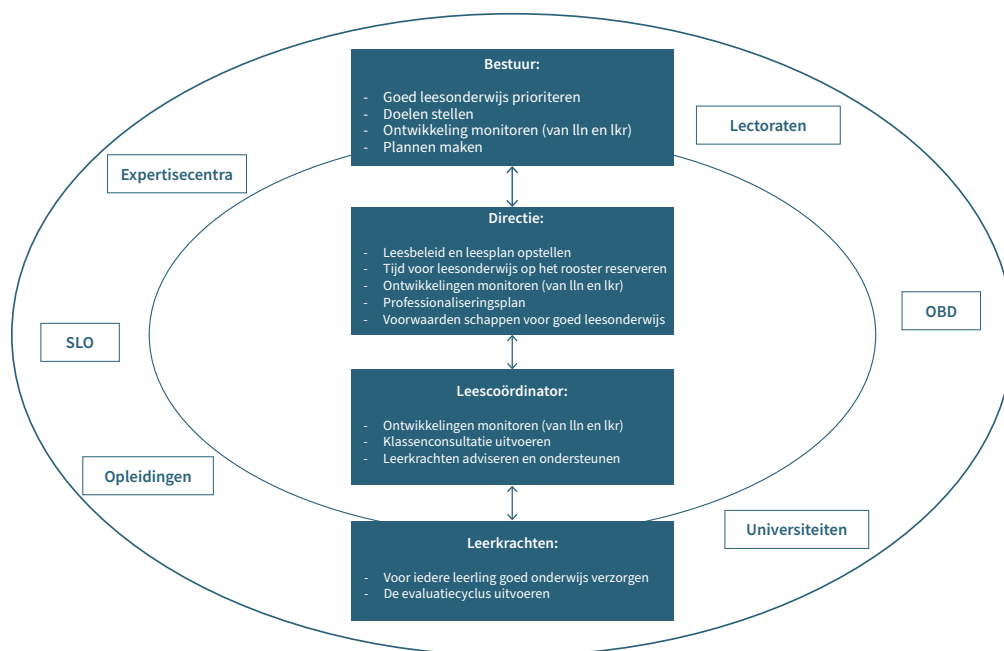 Bestuur:
- Goed leesonderwijs prioriteren
- Doelen stellen
- Ontwikkeling monitoren (van lln en lkr)
- Plannen maken
Lectoraten
Expertisecentra
Directie:
- Leesbeleid en leesplan opstellen
- Tijd voor leesonderwijs op het rooster reserveren
- Ontwikkelingen monitoren (van lln en lkr)
- Professionaliseringsplan
- Voorwaarden schappen voor goed leesonderwijs
OBD
SLO
Leescoördinator:
- Ontwikkelingen monitoren (van lln en lkr)
- Klassenconsultatie uitvoeren
- Leerkrachten adviseren en ondersteunen
Opleidingen
Universiteiten
Leerkrachten:
- Voor iedere leerling goed onderwijs verzorgen
- De evaluatiecyclus uitvoeren